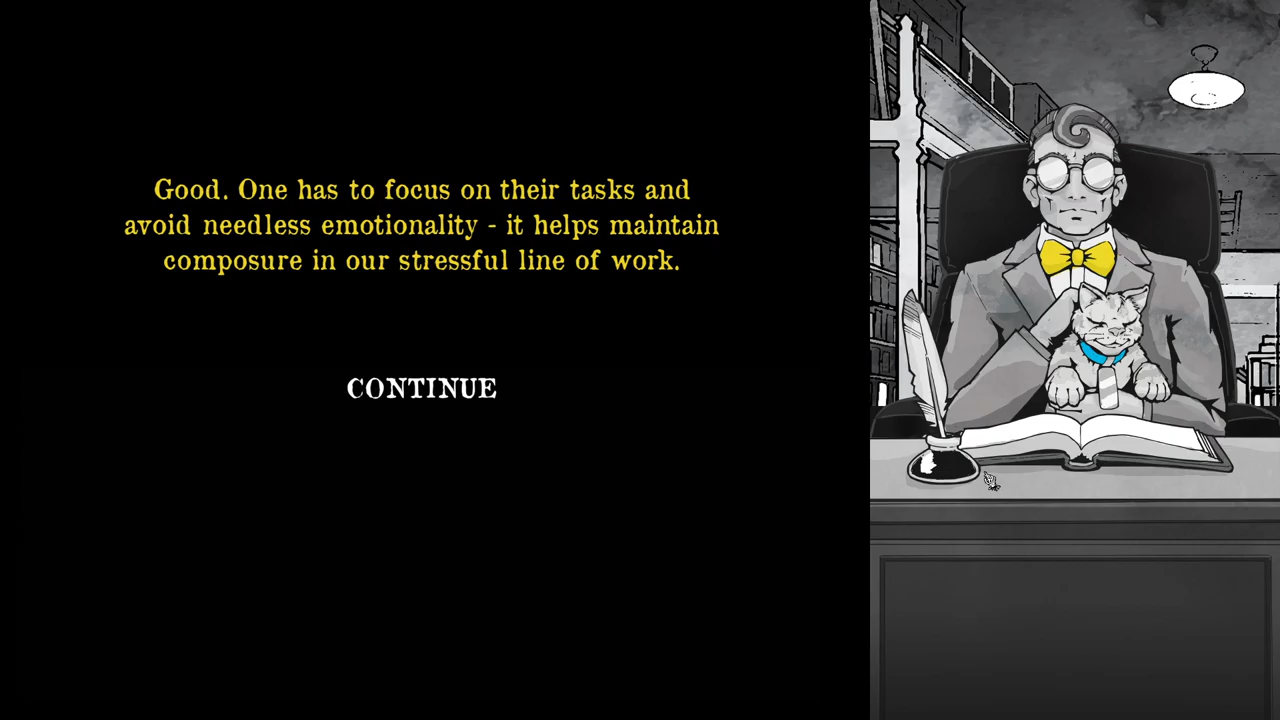 Good. One has to focus on their tasks and
avoid needless emotionality - it helps maintain
composure in our stressful line of work.
CONTINUE